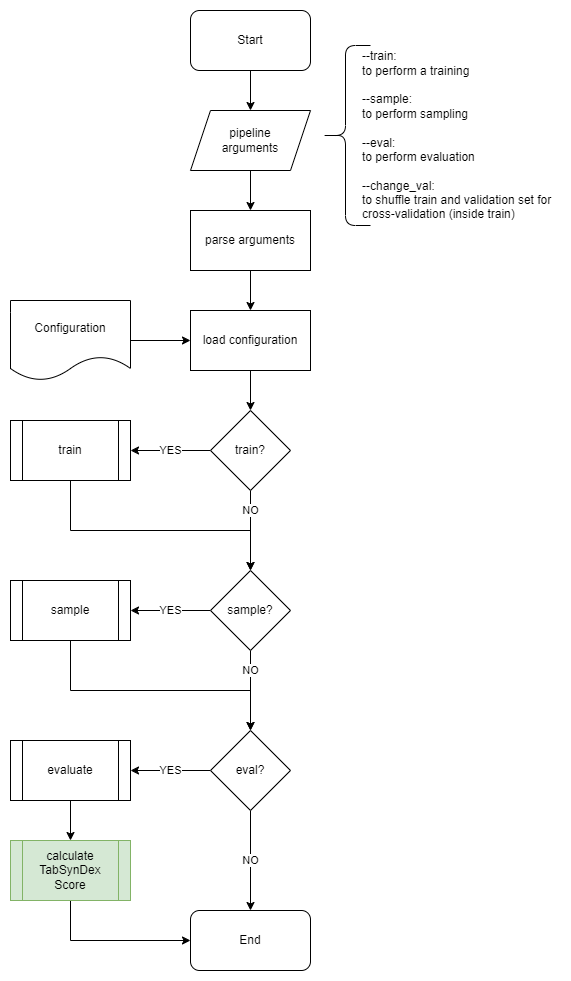 Start
pipeline
arguments
--train:
to perform a training
--sample:
to perform sampling
--eval:
to perform evaluation
--change_val:
to shuffle train and validation set for
cross-validation (inside train)
parse arguments
Configuration
load configuration
train
YES
train?
NO
sample
YES
sample?
NO
evaluate
YES
eval?
calculate
TabSynDex
Score
NO
End